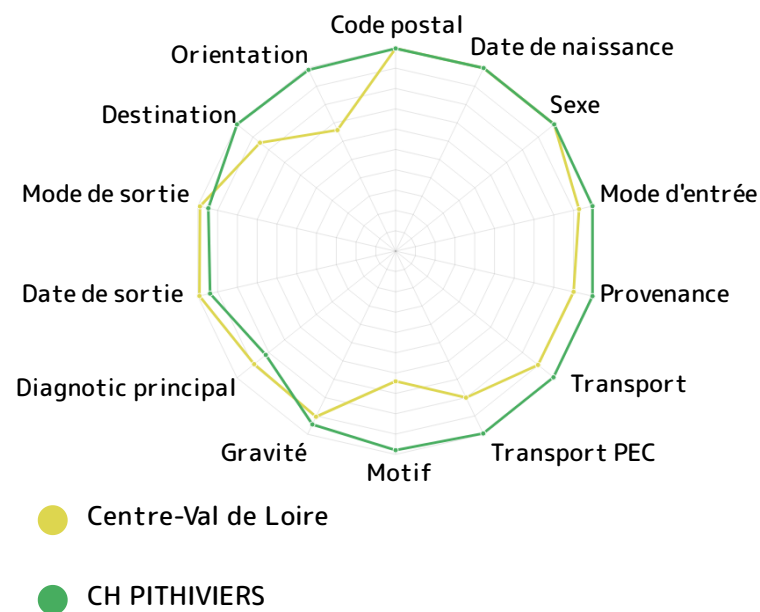 Code postal
Date de naissance
Orientation
Sexe
Destination
Mode de sortie
Mode d'entrée
Date de sortie
Provenance
Diagnotic principal
Transport
Gravité
Transport PEC
Motif
Centre-Val de Loire
CH PITHIVIERS